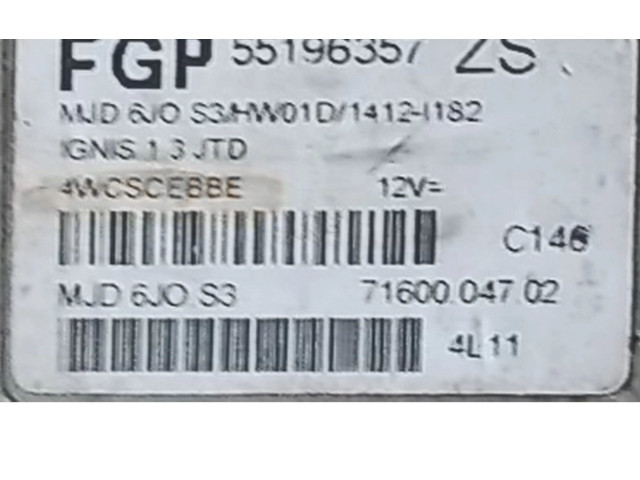 FGP 55196357 ZS
MJD 6JO S3/HW01D/1412-I182
IGNIS 1.3 JTD
4WCSCEBBE 12V=
C146
MJD 6JO S3 71600.047.02
4L11